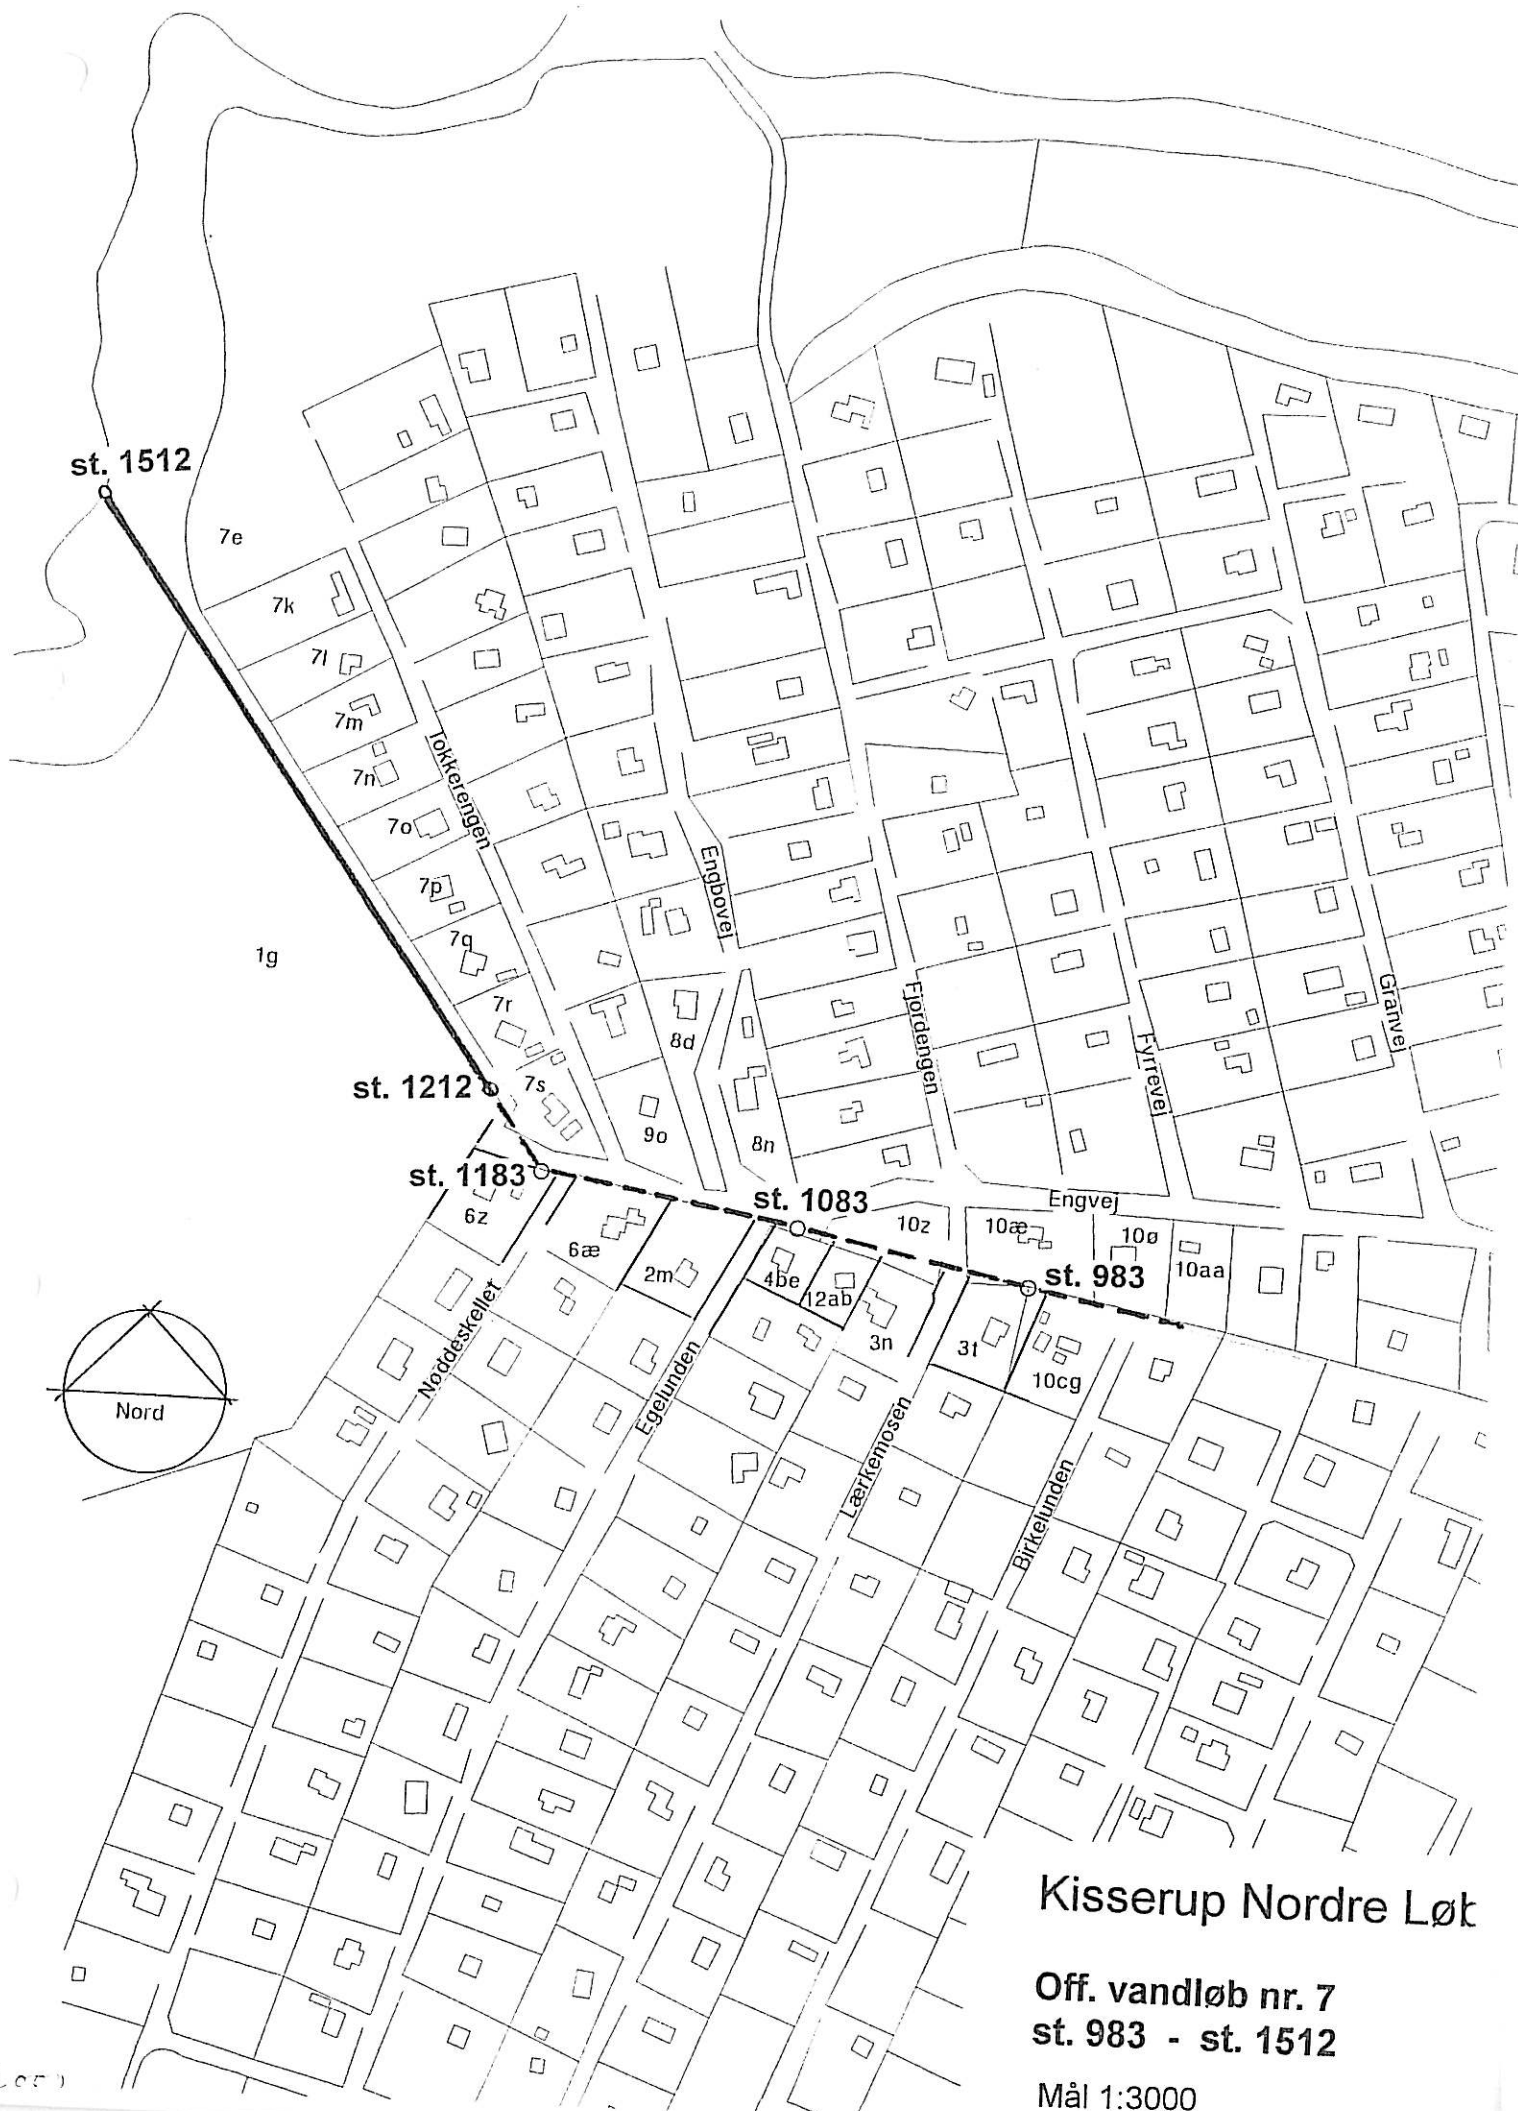 st. 1512
7e
7k
7l
7m
7n
Tokkerengen
7o
7p
Engbovej
7q
1g
7r
8d
Fjordengen
Granvej
Fyrrevej
st. 1212
7s
9o
8n
st. 1183
st. 1083
Engvej
6z
10z
10æ
10ø
6æ
2m
4be
12ab
st. 983
10aa
3n
3t
10cg
Nøddeskellet
Egelunden
Lærkemosen
Birkelunden
Nord
Kisserup Nordre
Off. vandløb nr. 7
st. 983 - st. 1512
Mål 1:3000